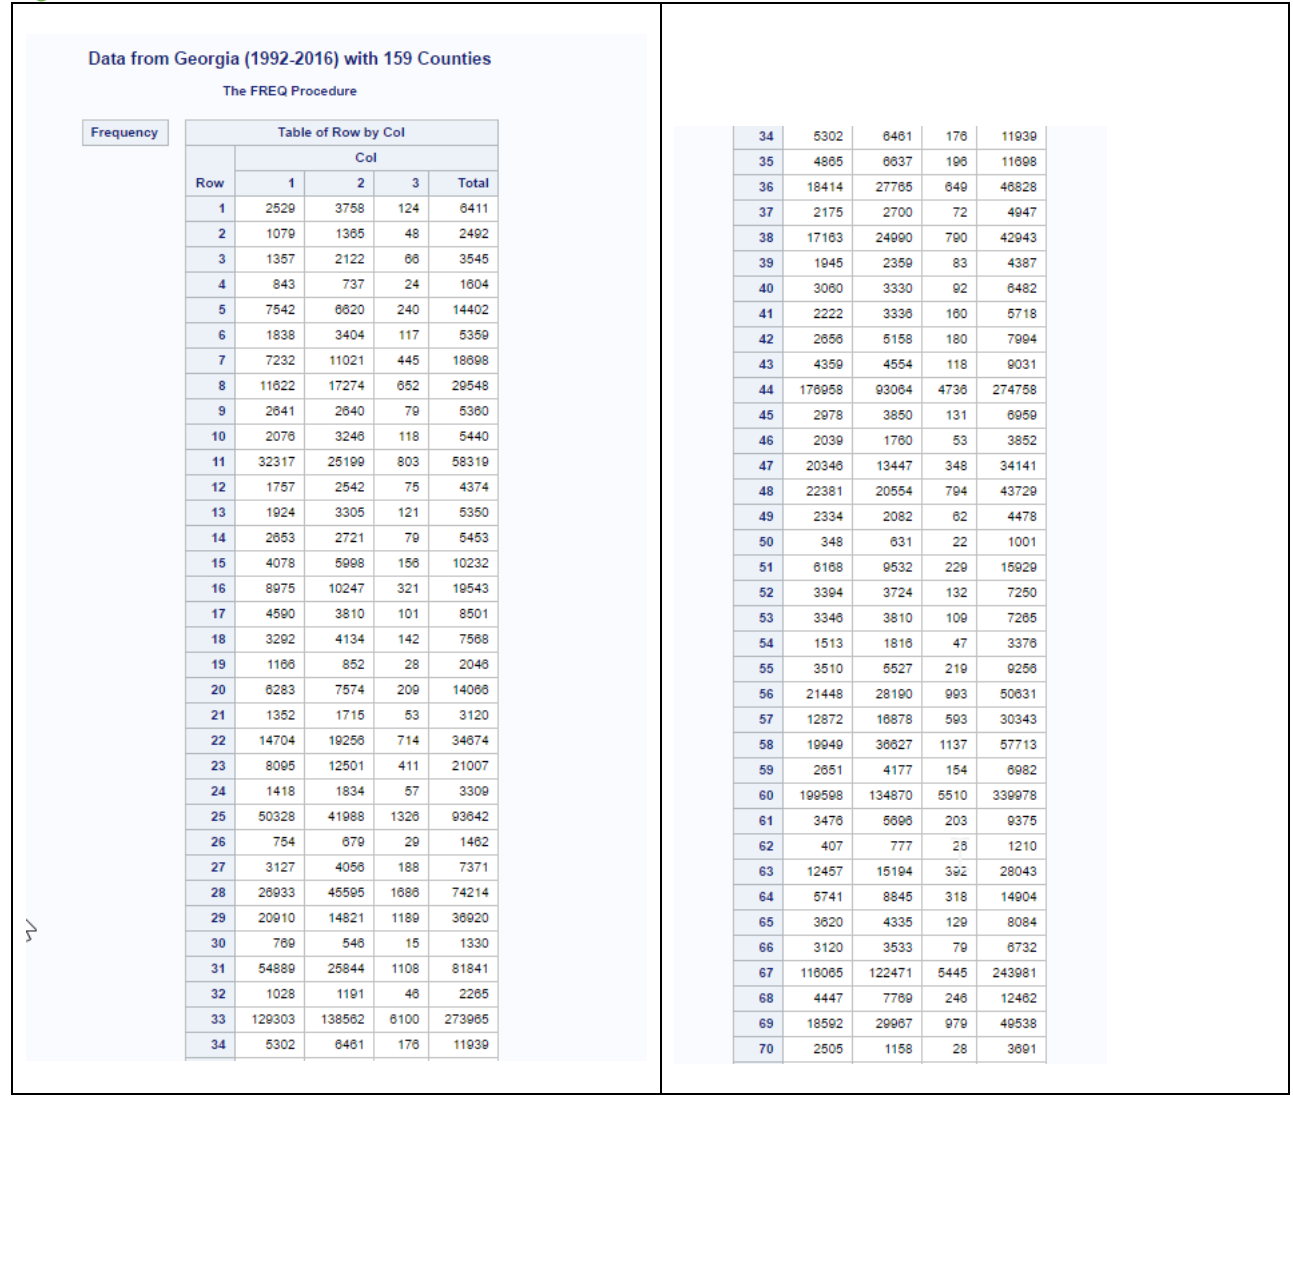 Data from Georgia (1992-2016) with 159 Counties
The FREQ Procedure
Frequency
Table of Row by Col
Col
Row 1 2 3 Total
1 2529 3758 124 6411
2 1079 1365 48 2492
3 1357 2122 66 3545
4 843 737 24 1604
5 7542 6620 240 14402
6 1838 3404 117 5359
7 7232 11021 445 18698
8 11622 17274 652 29548
9 2641 2640 79 5360
10 2076 3246 118 5440
11 32317 25199 803 58319
12 1757 2542 75 4374
13 1924 3305 121 5350
14 2653 2721 79 5453
15 4078 5998 156 10232
16 8975 10247 321 19543
17 4590 3810 101 8501
18 3292 4134 142 7568
19 1166 852 28 2046
20 6283 7574 209 14066
21 1352 1715 53 3120
22 14704 19256 714 34674
23 8095 12501 411 21007
24 1418 1834 57 3309
25 50328 41988 1326 93642
26 754 679 29 1462
27 3127 4056 188 7371
28 26933 45595 1686 74214
29 20910 14821 1189 36920
30 769 546 15 1330
31 54889 25844 1108 81841
32 1028 1191 46 2265
33 129303 138562 6100 273965
34 5302 6461 176 11939
34 5302 6461 176 11939
35 4865 6637 196 11698
36 18414 27765 649 46828
37 2175 2700 72 4947
38 17163 24990 790 42943
39 1945 2359 83 4387
40 3060 3330 92 6482
41 2222 3336 160 5718
42 2656 5158 180 7994
43 4359 4554 118 9031
44 176958 93064 4736 274758
45 2978 3850 131 6959
46 2039 1760 53 3852
47 20346 13447 348 34141
48 22381 20554 794 43729
49 2334 2082 62 4478
50 348 631 22 1001
51 6168 9532 229 15929
52 3394 3724 132 7250
53 3346 3810 109 7265
54 1513 1816 47 3376
55 3510 5527 219 9256
56 21448 28190 993 50631
57 12872 16878 593 30343
58 19949 36627 1137 57713
59 2651 4177 154 6982
60 199598 134870 5510 339978
61 3476 5696 203 9375
62 407 777 26 1210
63 12457 15194 392 28043
64 5741 8845 318 14904
65 3620 4335 129 8084
66 3120 3533 79 6732
67 116065 122471 5445 243981
68 4447 7769 246 12462
69 18592 29967 979 49538
70 2505 1158 28 3691